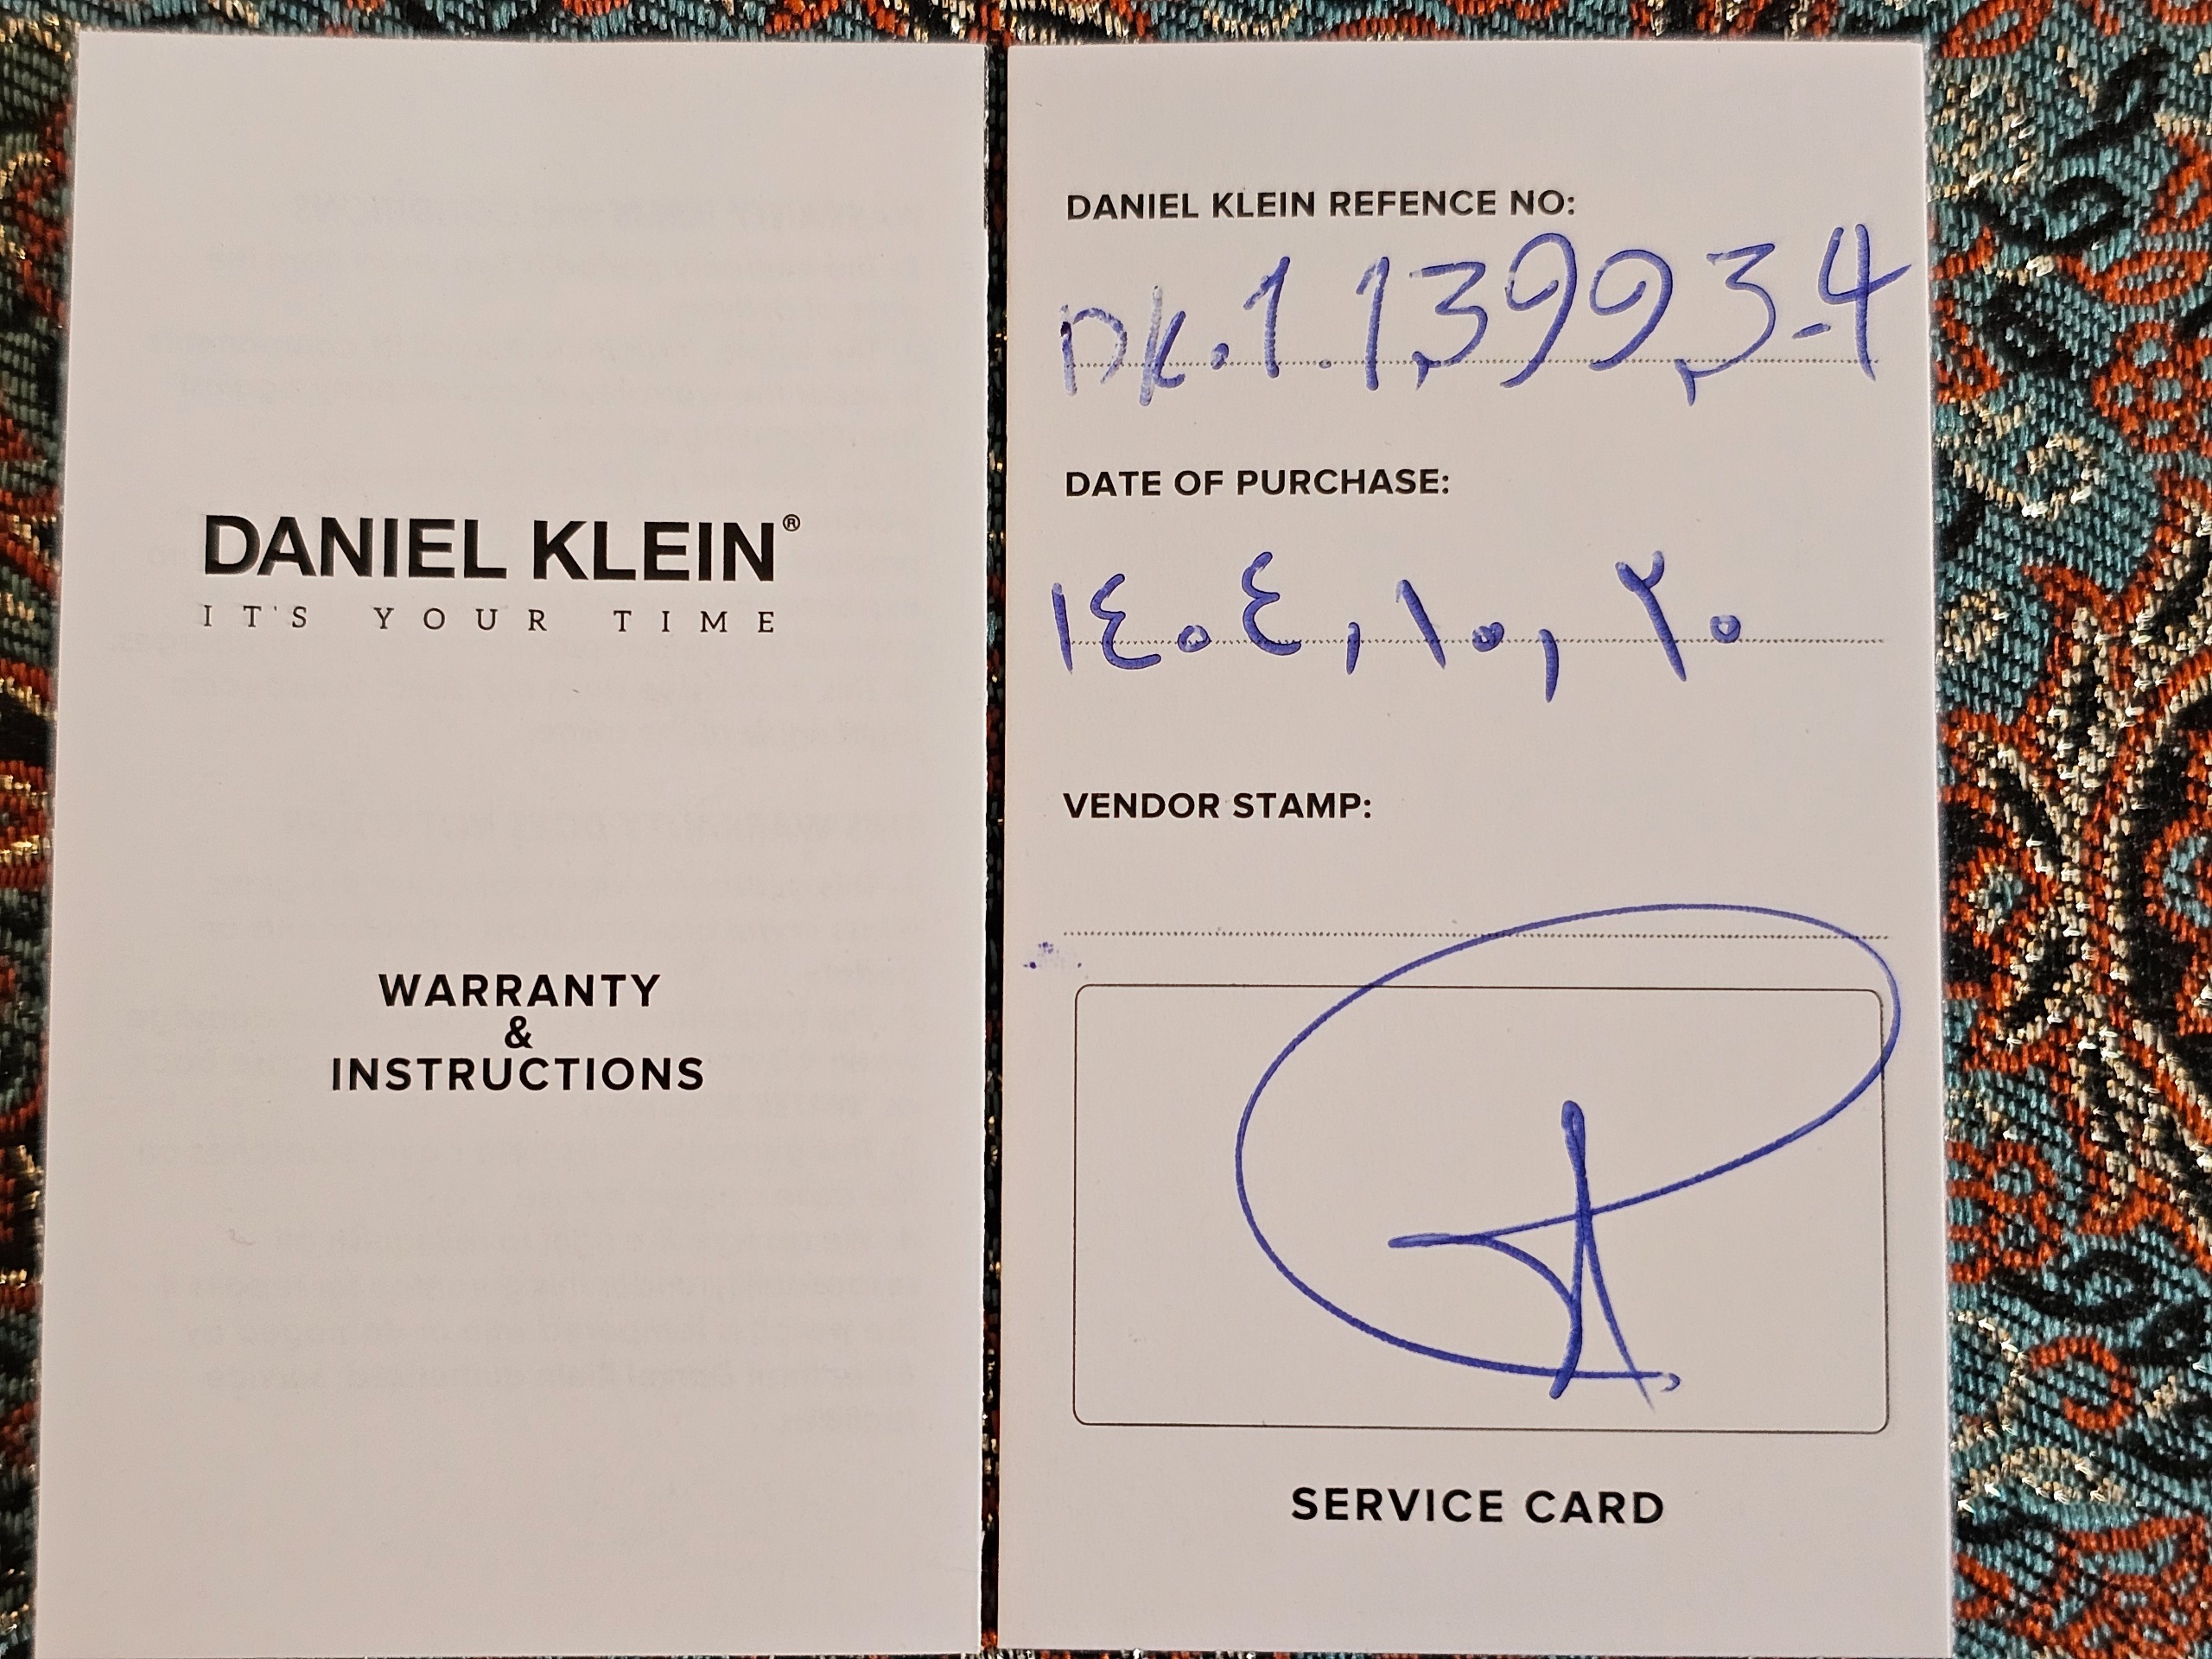 DANIEL KLEIN®
IT'S YOUR TIME
WARRANTY
&
INSTRUCTIONS
DANIEL KLEIN REFENCE NO:
DK.1.13993-4
DATE OF PURCHASE:
١٤٠٤,١٠,٢٠
VENDOR STAMP:
SERVICE CARD